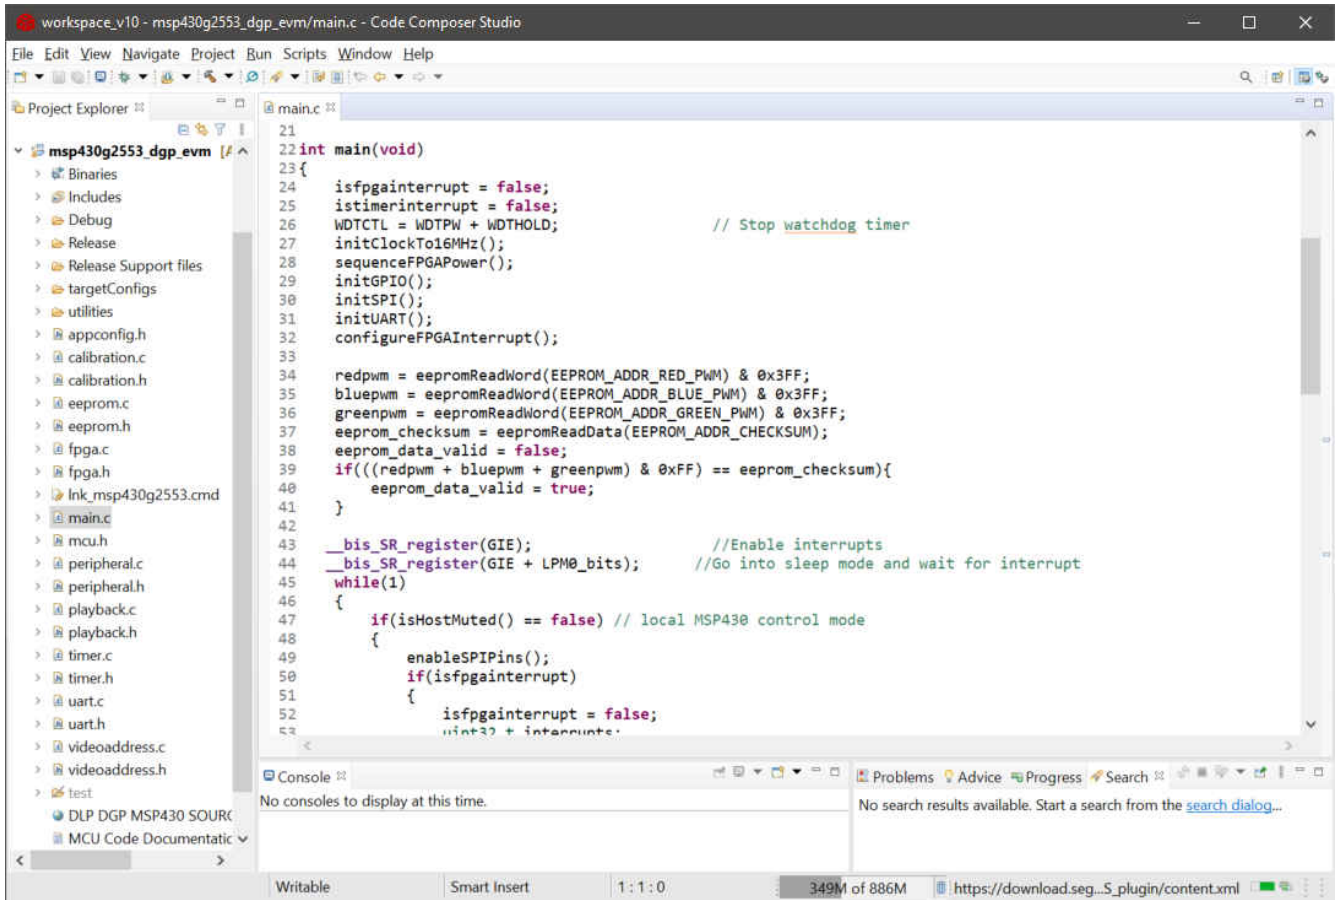 workspace_v10 - msp430g2553_dgp_evm/main.c - Code Composer Studio
File Edit View Navigate Project Run Scripts Window Help
Project Explorer
msp430g2553_dgp_evm [A
Binaries
Includes
Debug
Release
Release Support files
targetConfigs
utilities
appconfig.h
calibration.c
calibration.h
eeprom.c
eeprom.h
fpga.c
fpga.h
lnk_msp430g2553.cmd
main.c
mcu.h
peripheral.c
peripheral.h
playback.c
playback.h
timer.c
timer.h
uart.c
uart.h
videoaddress.c
videoaddress.h
test
DLP DGP MSP430 SOURC
MCU Code Documentatic
main.c
21
22 int main(void)
23 {
24 isfpgainterrupt = false;
25 istimerinterrupt = false;
26 WDTCTL = WDTPW + WDTHOLD; // Stop watchdog timer
27 initClockTo16MHz();
28 sequenceFPGAPower();
29 initGPIO();
30 initSPI();
31 initUART();
32 configureFPGAInterrupt();
33
34 redpwm = eepromReadWord(EEPROM_ADDR_RED_PWM) & 0x3FF;
35 bluepwm = eepromReadWord(EEPROM_ADDR_BLUE_PWM) & 0x3FF;
36 greenpwm = eepromReadWord(EEPROM_ADDR_GREEN_PWM) & 0x3FF;
37 eeprom_checksum = eepromReadData(EEPROM_ADDR_CHECKSUM);
38 eeprom_data_valid = false;
39 if(((redpwm + bluepwm + greenpwm) & 0xFF) == eeprom_checksum){
40 eeprom_data_valid = true;
41 }
42
43 __bis_SR_register(GIE); //Enable interrupts
44 __bis_SR_register(GIE + LPM0_bits); //Go into sleep mode and wait for interrupt
45 while(1)
46 {
47 if(isHostMuted() == false) // local MSP430 control mode
48 {
49 enableSPIPins();
50 if(isfpgainterrupt)
51 {
52 isfpgainterrupt = false;
53 uint32_t interrupts;
Console
No consoles to display at this time.
Problems Advice Progress Search
No search results available. Start a search from the search dialog...
Writable Smart Insert 1 : 1 : 0 349M of 886M https://download.seg...S_plugin/content.xml